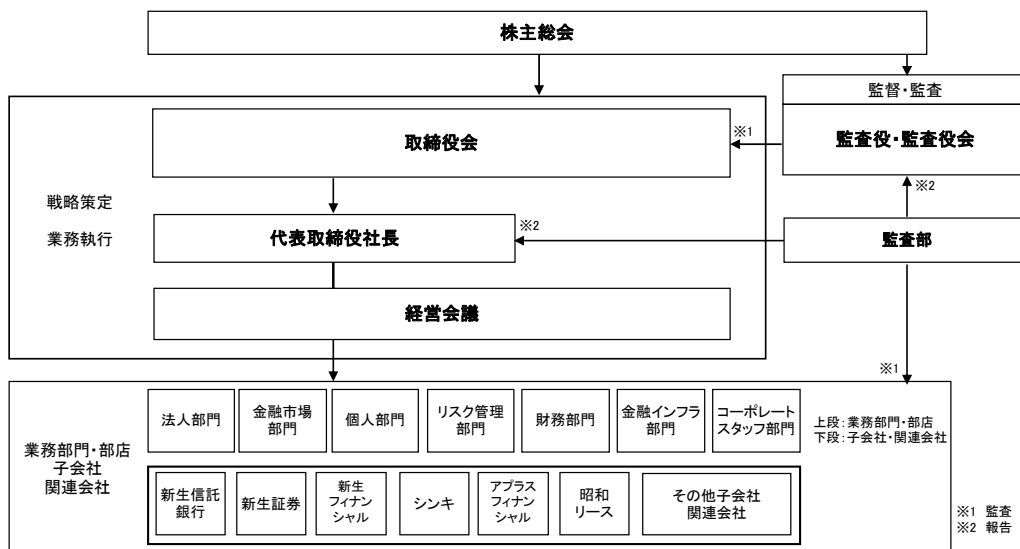 株主総会
監督・監査
取締役会
※1
監査役・監査役会
※2
戦略策定
業務執行
代表取締役社長
※2
監査部
経営会議
※1
法人部門
金融市場
部門
個人部門
リスク管理
部門
財務部門
金融インフラ
部門
コーポレート
スタッフ部門
上段：業務部門・部店
下段：子会社・関連会社
業務部門・部店
子会社
関連会社
新生信託
銀行
新生証券
新生
フィナン
シャル
シンキ
アプラス
フィナン
シャル
昭和
リース
その他子会社
関連会社
※1 監査
※2 報告